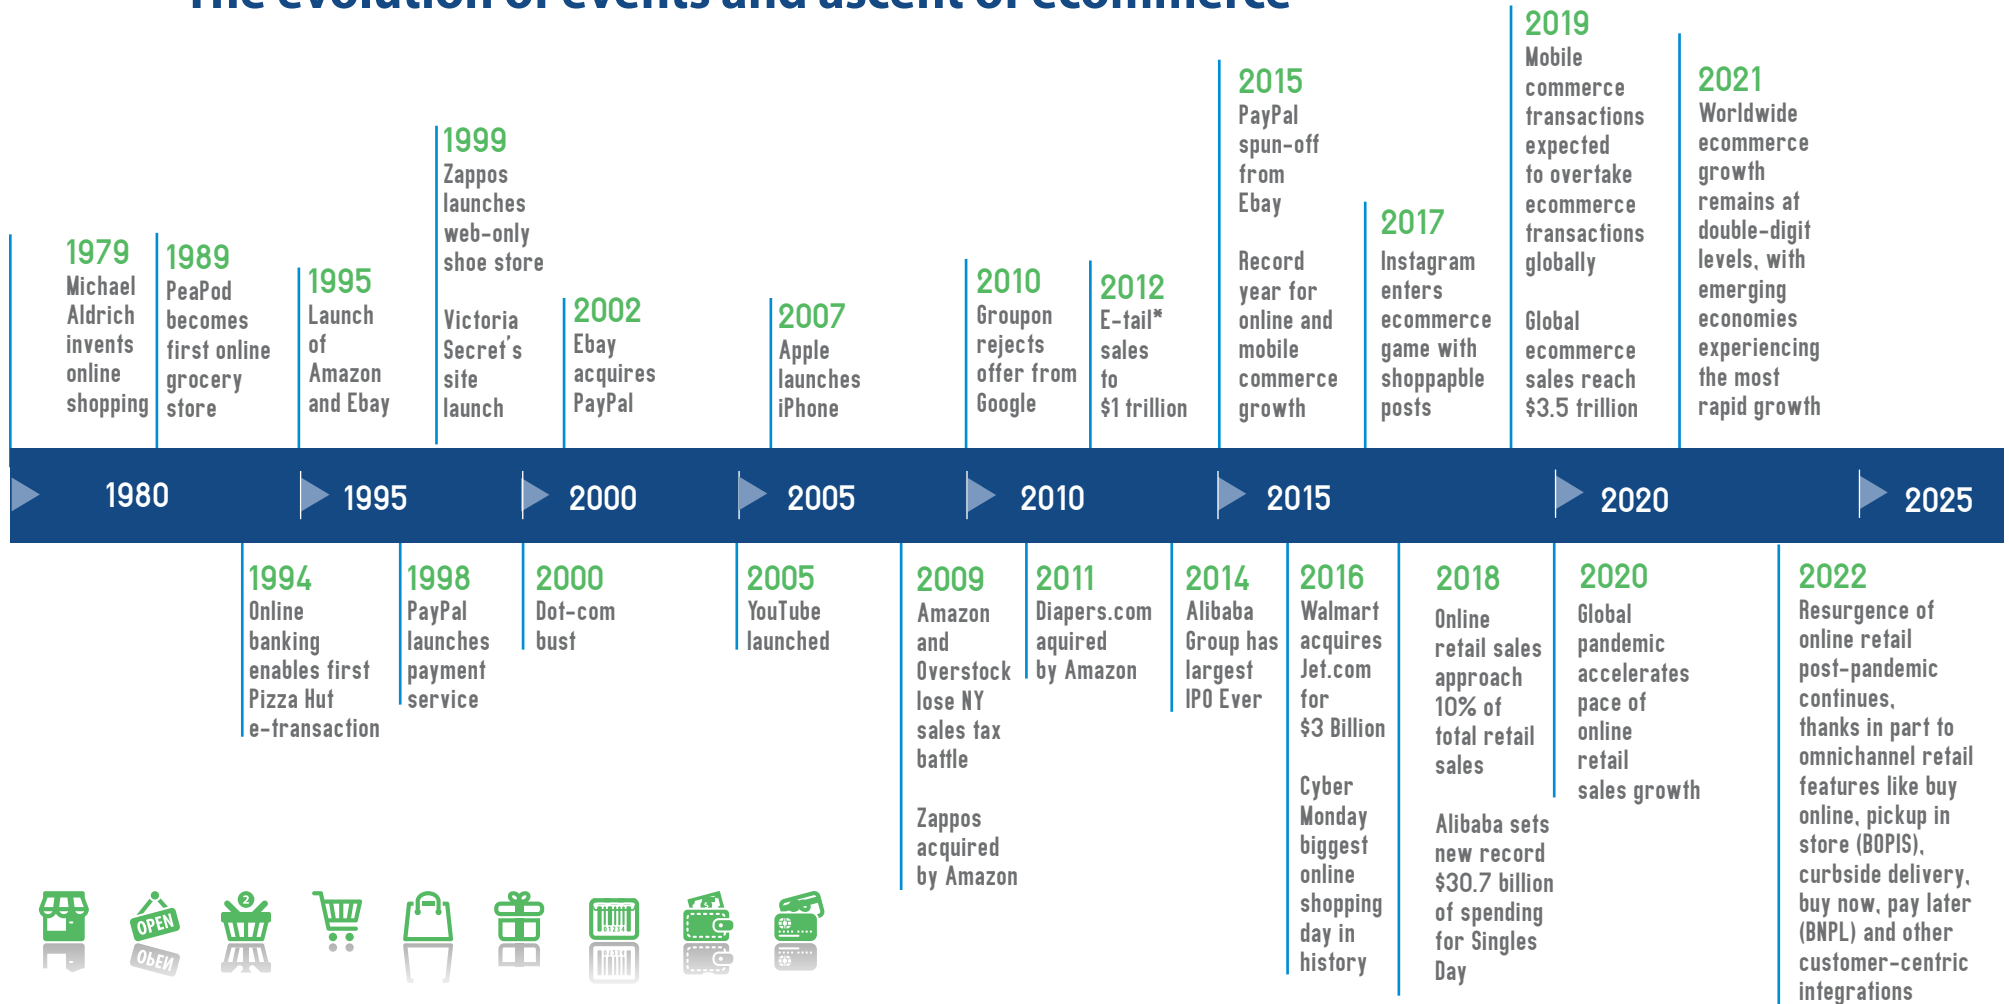 The evolution of events and ascent of ecommerce
1979
Michael
Aldrich
invents
online
shopping
1989
PeaPod
becomes
first online
grocery
store
1995
Launch
of
Amazon
and Ebay
1999
Zappos
launches
web-only
shoe store
Victoria
Secret's
site
launch
2002
Ebay
acquires
PayPal
2007
Apple
launches
iPhone
2010
Groupon
rejects
offer from
Google
2012
E-tail*
sales
to
$1 trillion
2015
PayPal
spun-off
from
Ebay
Record
year for
online and
mobile
commerce
growth
2017
Instagram
enters
ecommerce
game with
shoppapble
posts
2019
Mobile
commerce
transactions
expected
to overtake
ecommerce
transactions
globally
Global
ecommerce
sales reach
$3.5 trillion
2021
Worldwide
ecommerce
growth
remains at
double-digit
levels, with
emerging
economies
experiencing
the most
rapid growth
1980
1995
2000
2005
2010
2015
2020
2025
1994
Online
banking
enables first
Pizza Hut
e-transaction
1998
PayPal
launches
payment
service
2000
Dot-com
bust
2005
YouTube
launched
2009
Amazon
and
Overstock
lose NY
sales tax
battle
Zappos
acquired
by Amazon
2011
Diapers.com
aquired
by Amazon
2014
Alibaba
Group has
largest
IPO Ever
2016
Walmart
acquires
Jet.com
for
$3 Billion
Cyber
Monday
biggest
online
shopping
day in
history
2018
Online
retail sales
approach
10% of
total retail
sales
Alibaba sets
new record
$30.7 billion
of spending
for Singles
Day
2020
Global
pandemic
accelerates
pace of
online
retail
sales growth
2022
Resurgence of
online retail
post-pandemic
continues,
thanks in part to
omnichannel retail
features like buy
online, pickup in
store (BOPIS),
curbside delivery,
buy now, pay later
(BNPL) and other
customer-centric
integrations
OPEN
2
01234
$